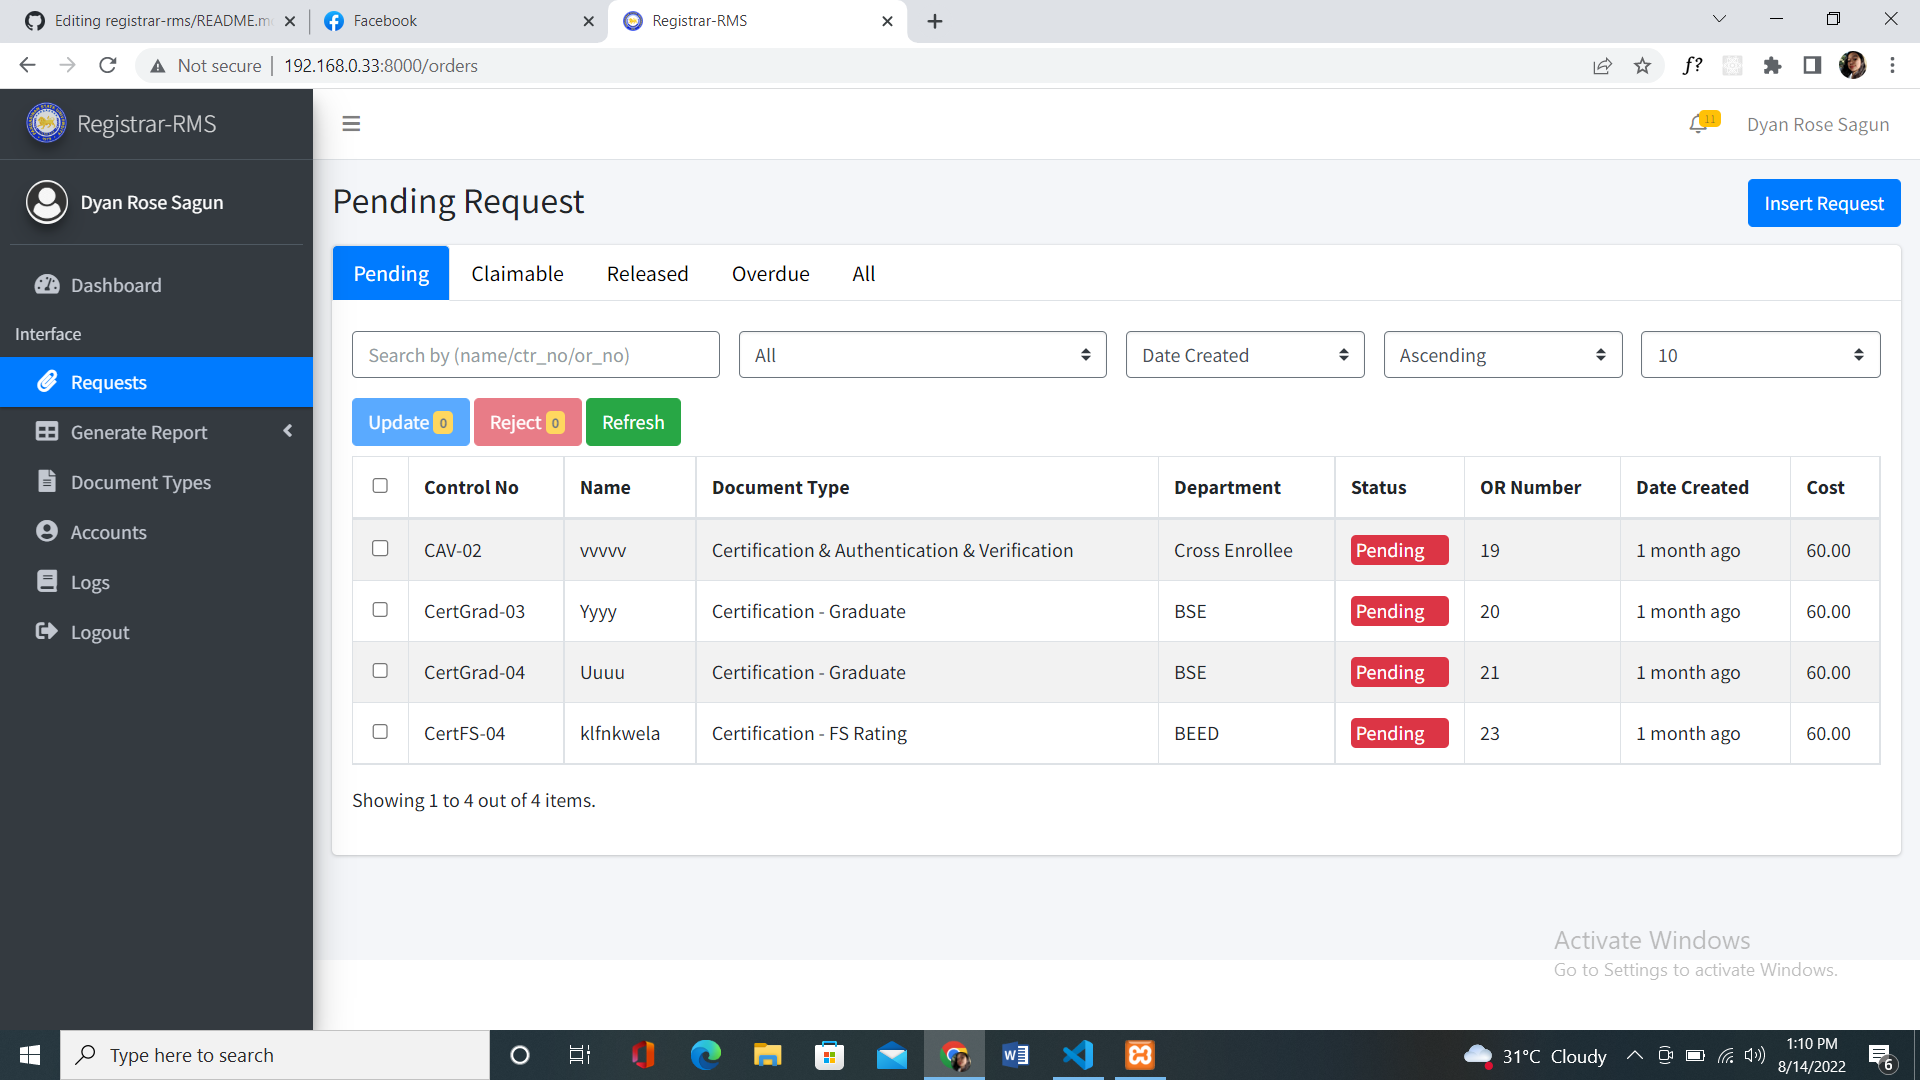 Editing registrar-rms/README.m
Facebook
Registrar-RMS
Not secure
192.168.0.33:8000/orders
f?
Registrar-RMS
11
Dyan Rose Sagun
Dyan Rose Sagun
Dashboard
Interface
Requests
Generate Report
Document Types
Accounts
Logs
Logout
Pending Request
Insert Request
Pending Claimable Released Overdue All
Search by (name/ctr_no/or_no) All Date Created Ascending 10
Update 0 Reject 0 Refresh
Control No Name Document Type Department Status OR Number Date Created Cost
CAV-02 vvvvv Certification & Authentication & Verification Cross Enrollee Pending 19 1 month ago 60.00
CertGrad-03 Yyyy Certification - Graduate BSE Pending 20 1 month ago 60.00
CertGrad-04 Uuuu Certification - Graduate BSE Pending 21 1 month ago 60.00
CertFS-04 klfnkwela Certification - FS Rating BEED Pending 23 1 month ago 60.00
Showing 1 to 4 out of 4 items.
Activate Windows
Go to Settings to activate Windows.
Type here to search
31°C Cloudy
1:10 PM
8/14/2022
6